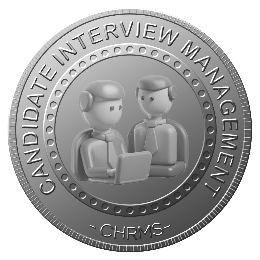 CANDIDATE INTERVIEW MANAGEMENT
- CHRMS -